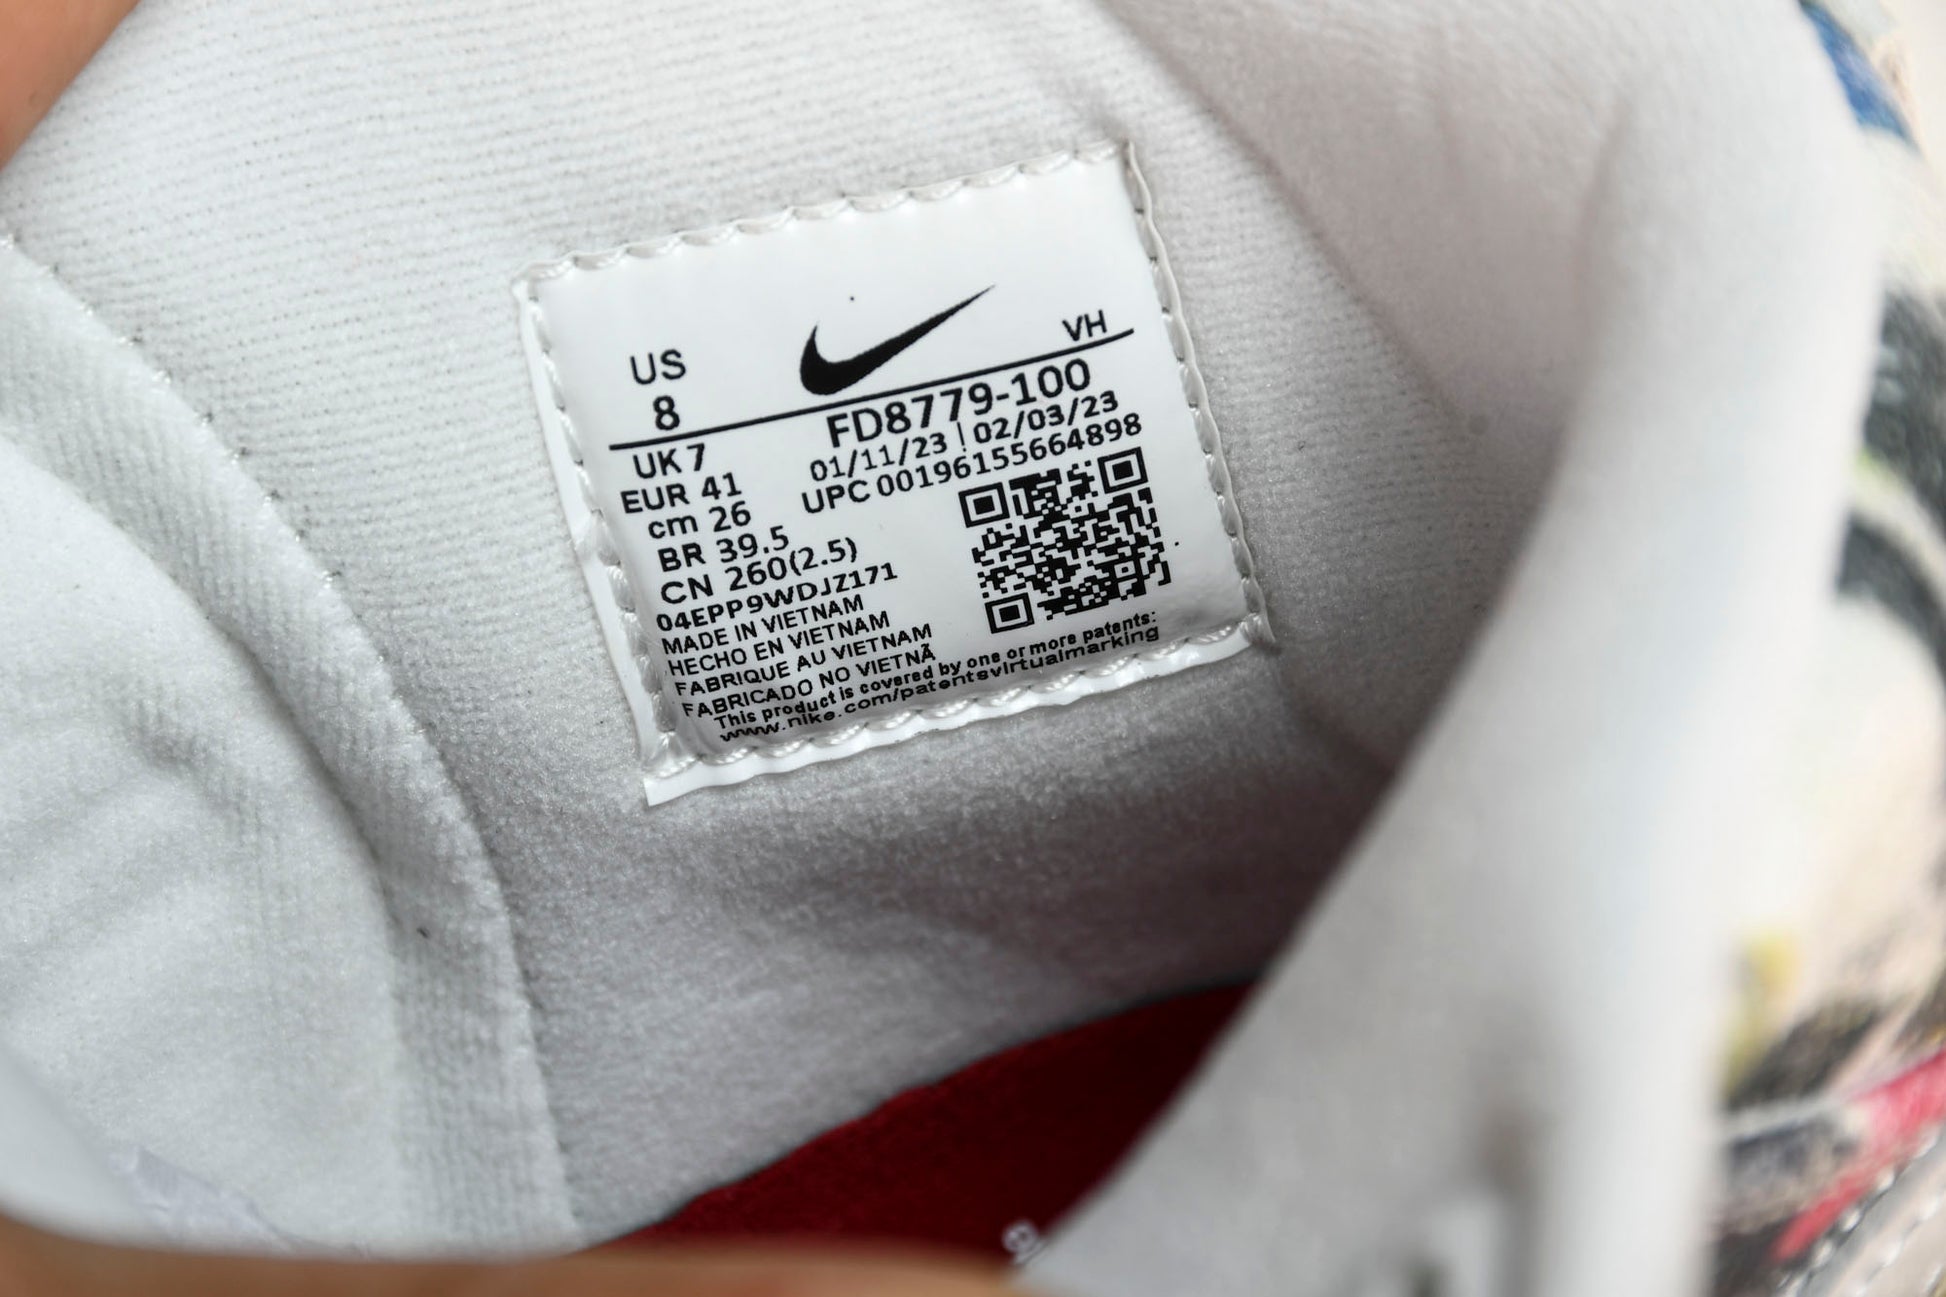 US
8
VH
UK 7
EUR 41
cm 26
BR 39.5
CN 260(2.5)
FD8779-100
01/11/23 | 02/03/23
UPC 00196155664898
04EPP9WDJZ171
MADE IN VIETNAM
HECHO EN VIETNAM
FABRIQUE AU VIETNAM
FABRICADO NO VIETNÃ
This product is covered by one or more patents:
www.nike.com/patentsvirtualmarking